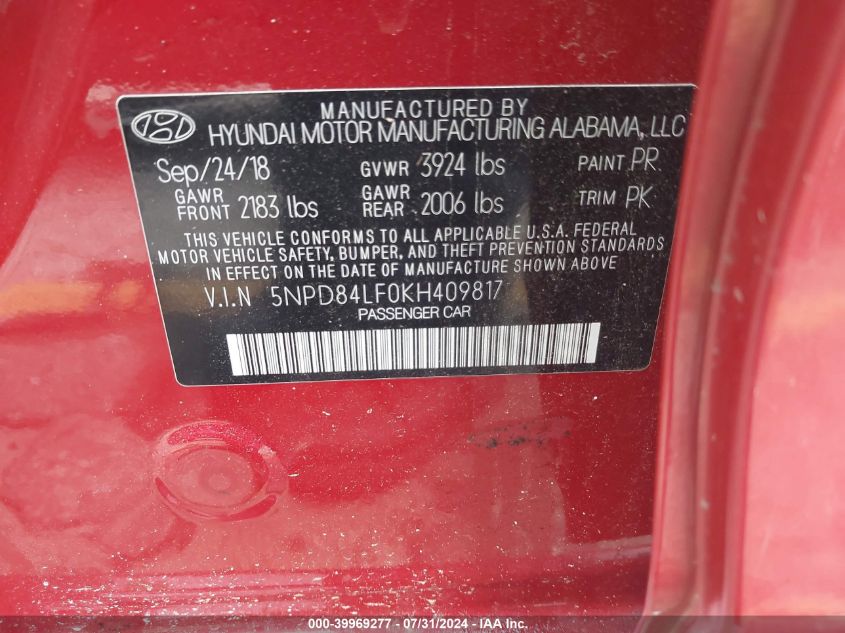 MANUFACTURED BY
HYUNDAI MOTOR MANUFACTURING ALABAMA, LLC
Sep/24/18 GVWR 3924 lbs PAINT PR
GAWR FRONT 2183 lbs GAWR REAR 2006 lbs TRIM PK
THIS VEHICLE CONFORMS TO ALL APPLICABLE U.S.A. FEDERAL
MOTOR VEHICLE SAFETY, BUMPER, AND THEFT PREVENTION STANDARDS
IN EFFECT ON THE DATE OF MANUFACTURE SHOWN ABOVE
V.I.N 5NPD84LF0KH409817
PASSENGER CAR
000-39969277 - 07/31/2024 - IAA Inc.